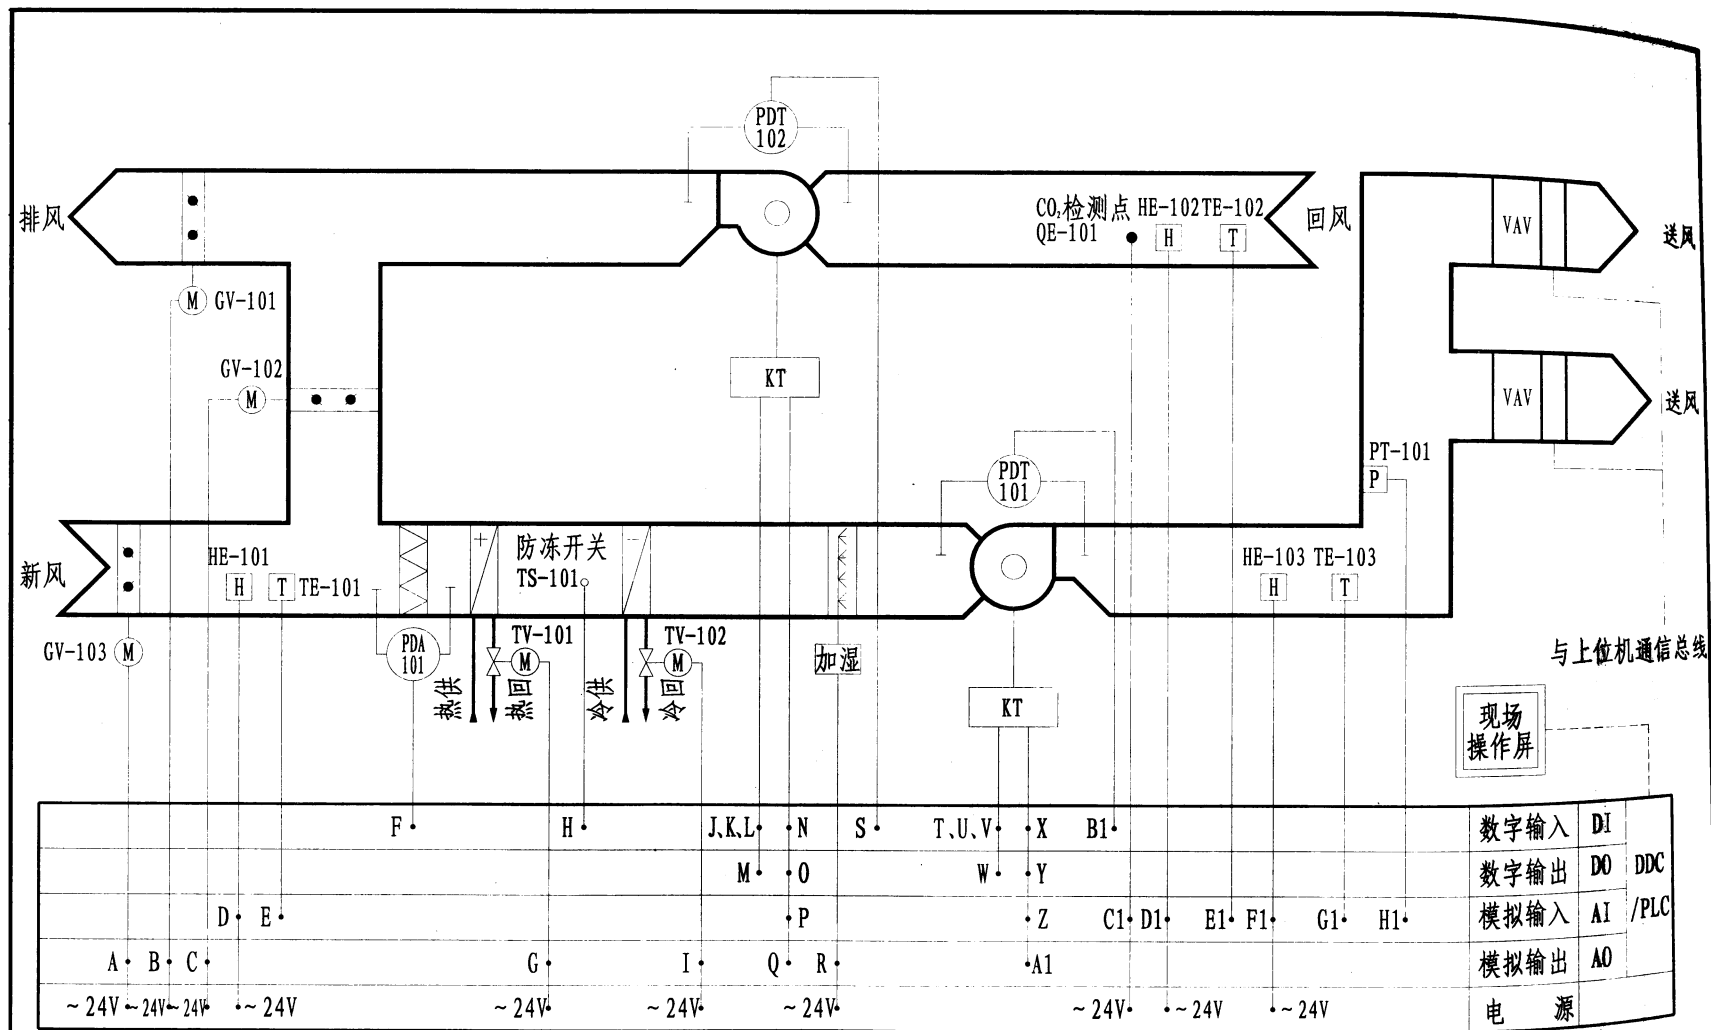 PDT
102
排风
CO₂检测点 HE-102 TE-102
QE-101
H
T
回风
VAV
送风
M GV-101
GV-102
M
KT
VAV
送风
PT-101
P
PDT
101
新风
HE-101
H
T TE-101
防冻开关
TS-101
+
-
HE-103 TE-103
H
T
GV-103 M
PDA
101
TV-101
M
TV-102
M
加湿
热供
热回
冷供
冷回
KT
与上位机通信总线
现场
操作屏
F H J、K、L N S T、U、V X B1 数字输入 DI
M O W Y 数字输出 DO DDC
D E P Z C1 D1 E1 F1 G1 H1 模拟输入 AI /PLC
A B C G I Q R A1 模拟输出 AO
~24V ~24V ~24V ~24V ~24V ~24V ~24V ~24V ~24V ~24V 电 源